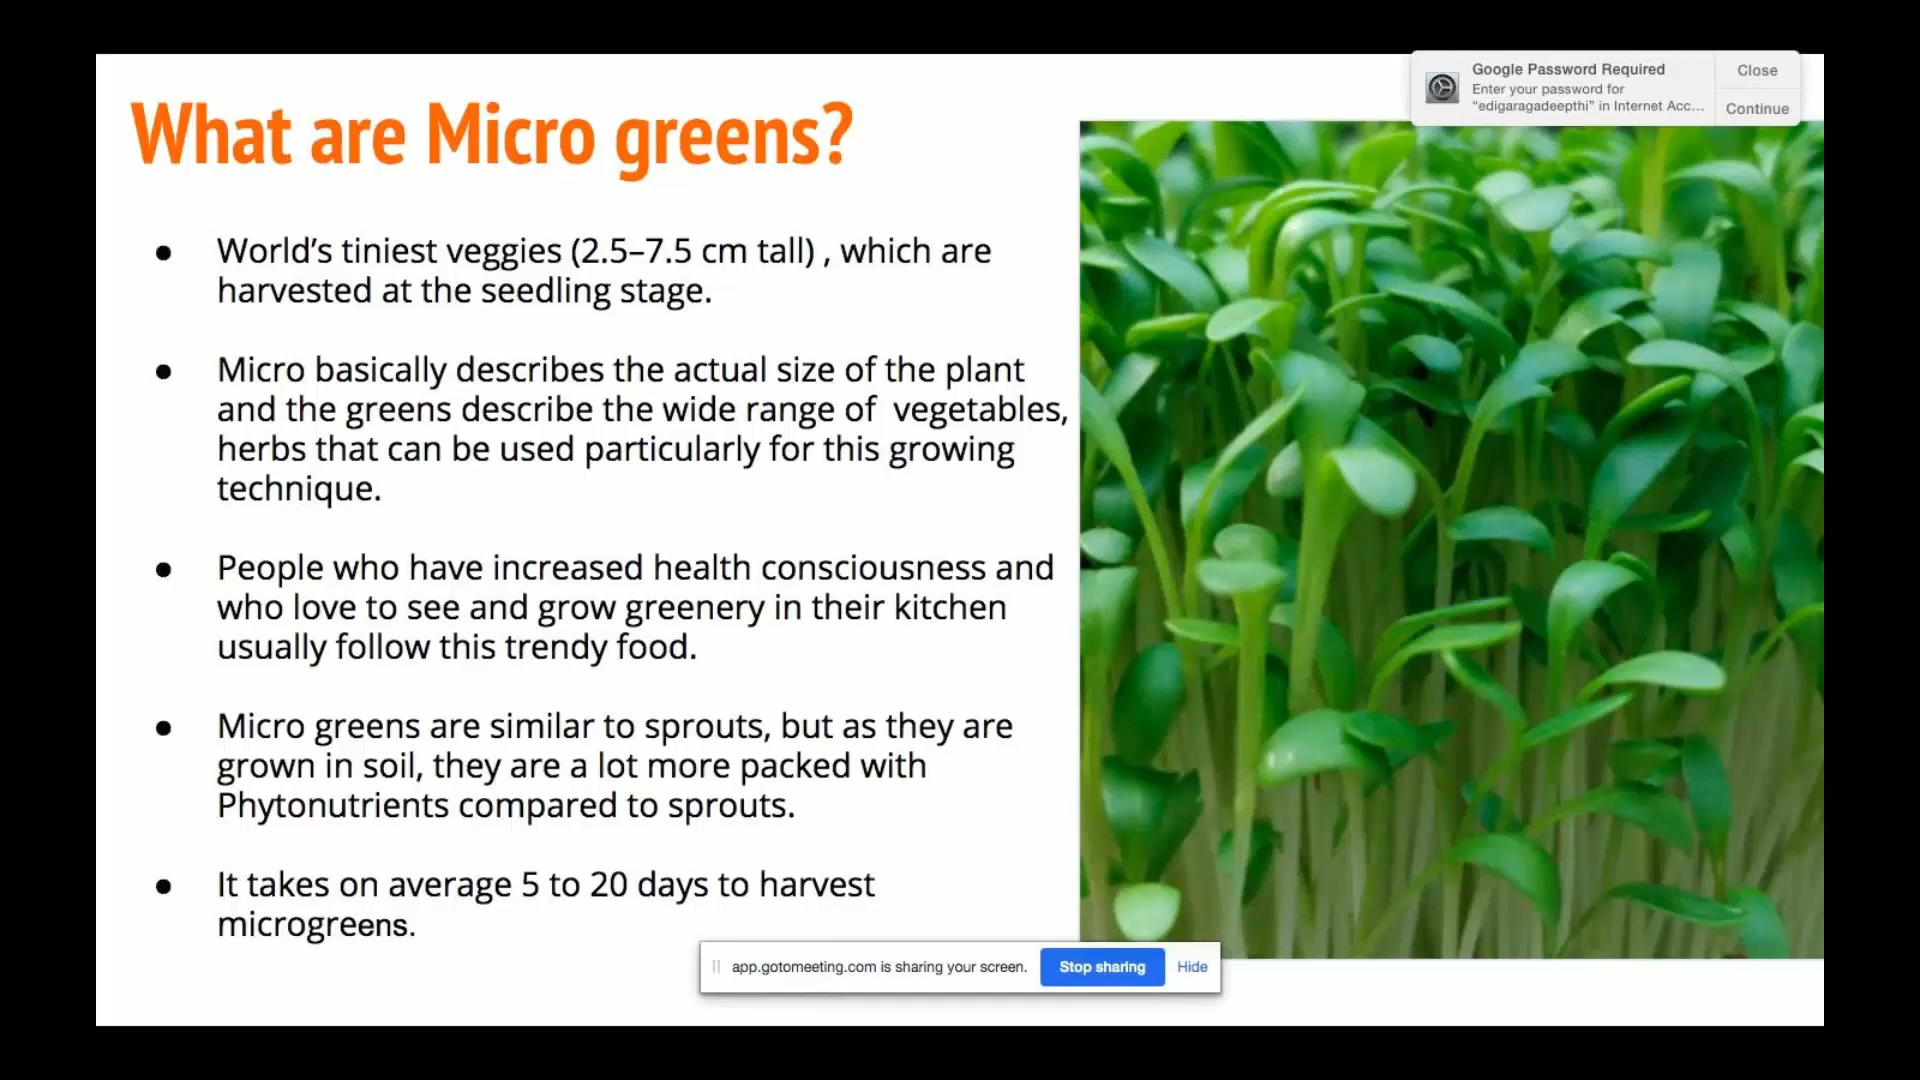 Google Password Required
Enter your password for
“edigaragadeepthi” in Internet Acc...
Close
Continue
What are Micro greens?
● World’s tiniest veggies (2.5–7.5 cm tall) , which are
harvested at the seedling stage.
● Micro basically describes the actual size of the plant
and the greens describe the wide range of vegetables,
herbs that can be used particularly for this growing
technique.
● People who have increased health consciousness and
who love to see and grow greenery in their kitchen
usually follow this trendy food.
● Micro greens are similar to sprouts, but as they are
grown in soil, they are a lot more packed with
Phytonutrients compared to sprouts.
● It takes on average 5 to 20 days to harvest
microgreens.
app.gotomeeting.com is sharing your screen.
Stop sharing
Hide